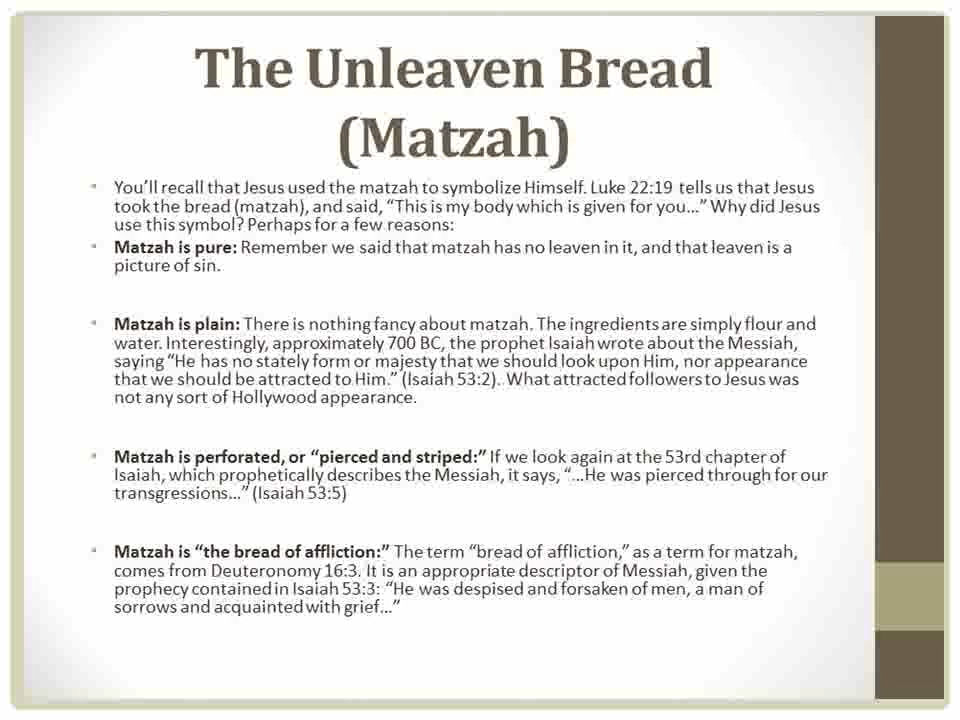 The Unleaven Bread
(Matzah)
• You’ll recall that Jesus used the matzah to symbolize Himself. Luke 22:19 tells us that Jesus
took the bread (matzah), and said, “This is my body which is given for you…” Why did Jesus
use this symbol? Perhaps for a few reasons:
• Matzah is pure: Remember we said that matzah has no leaven in it, and that leaven is a
picture of sin.
• Matzah is plain: There is nothing fancy about matzah. The ingredients are simply flour and
water. Interestingly, approximately 700 BC, the prophet Isaiah wrote about the Messiah,
saying “He has no stately form or majesty that we should look upon Him, nor appearance
that we should be attracted to Him.” (Isaiah 53:2). What attracted followers to Jesus was
not any sort of Hollywood appearance.
• Matzah is perforated, or “pierced and striped:” If we look again at the 53rd chapter of
Isaiah, which prophetically describes the Messiah, it says, “…He was pierced through for our
transgressions…” (Isaiah 53:5)
• Matzah is “the bread of affliction:” The term “bread of affliction,” as a term for matzah,
comes from Deuteronomy 16:3. It is an appropriate descriptor of Messiah, given the
prophecy contained in Isaiah 53:3: “He was despised and forsaken of men, a man of
sorrows and acquainted with grief…”